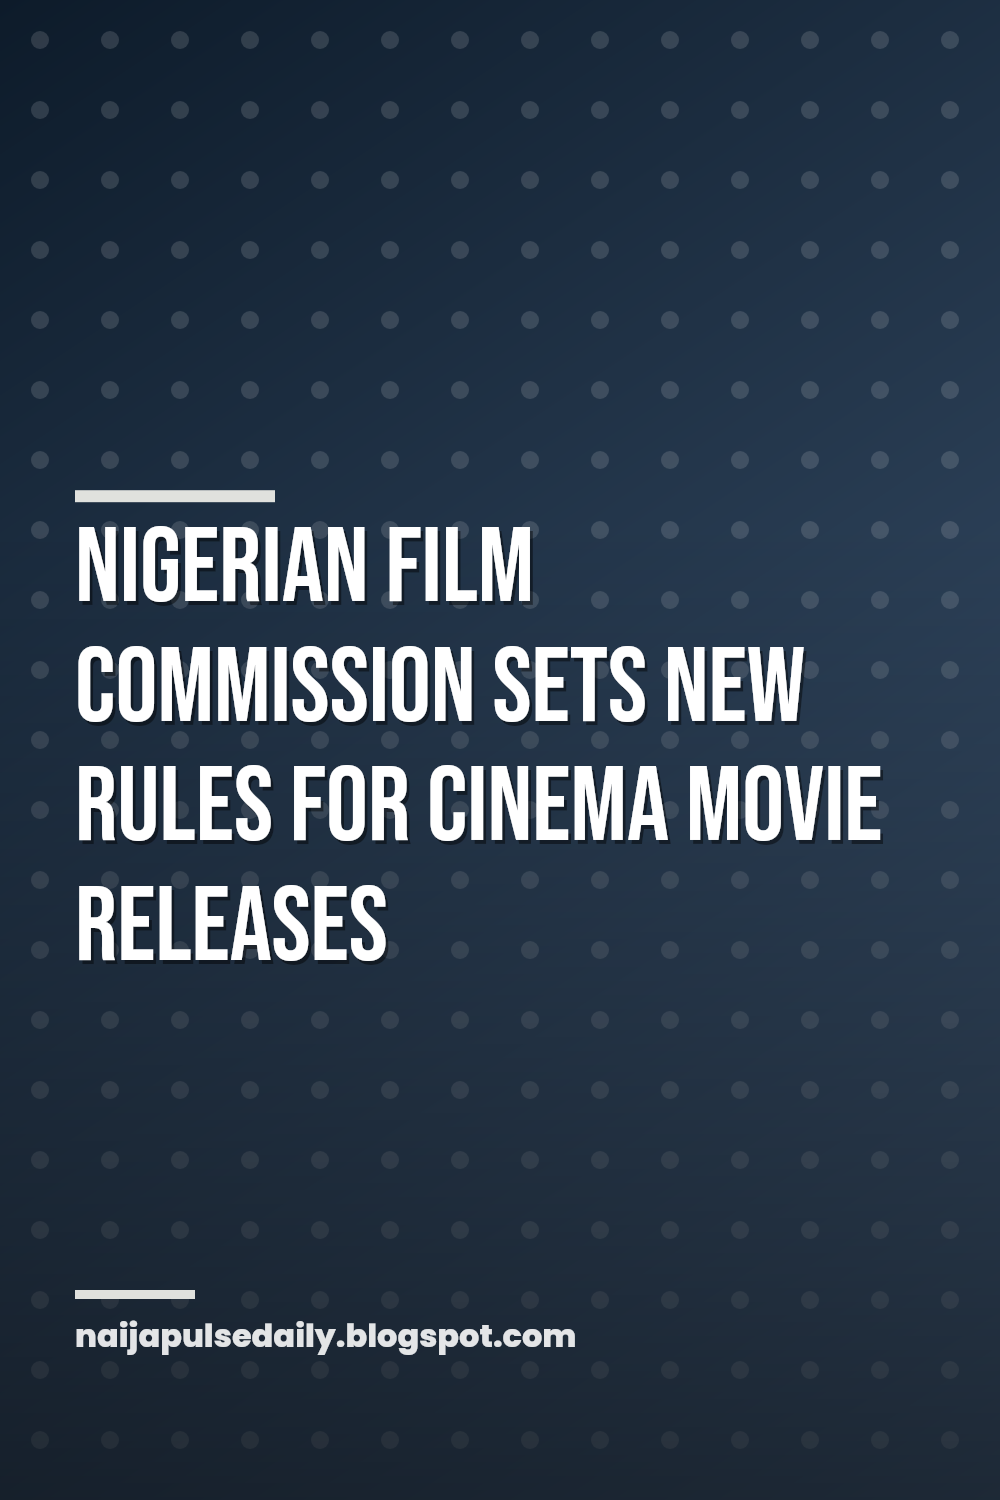 NIGERIAN FILM
COMMISSION SETS NEW
RULES FOR CINEMA MOVIE
RELEASES
naijapulsedaily.blogspot.com